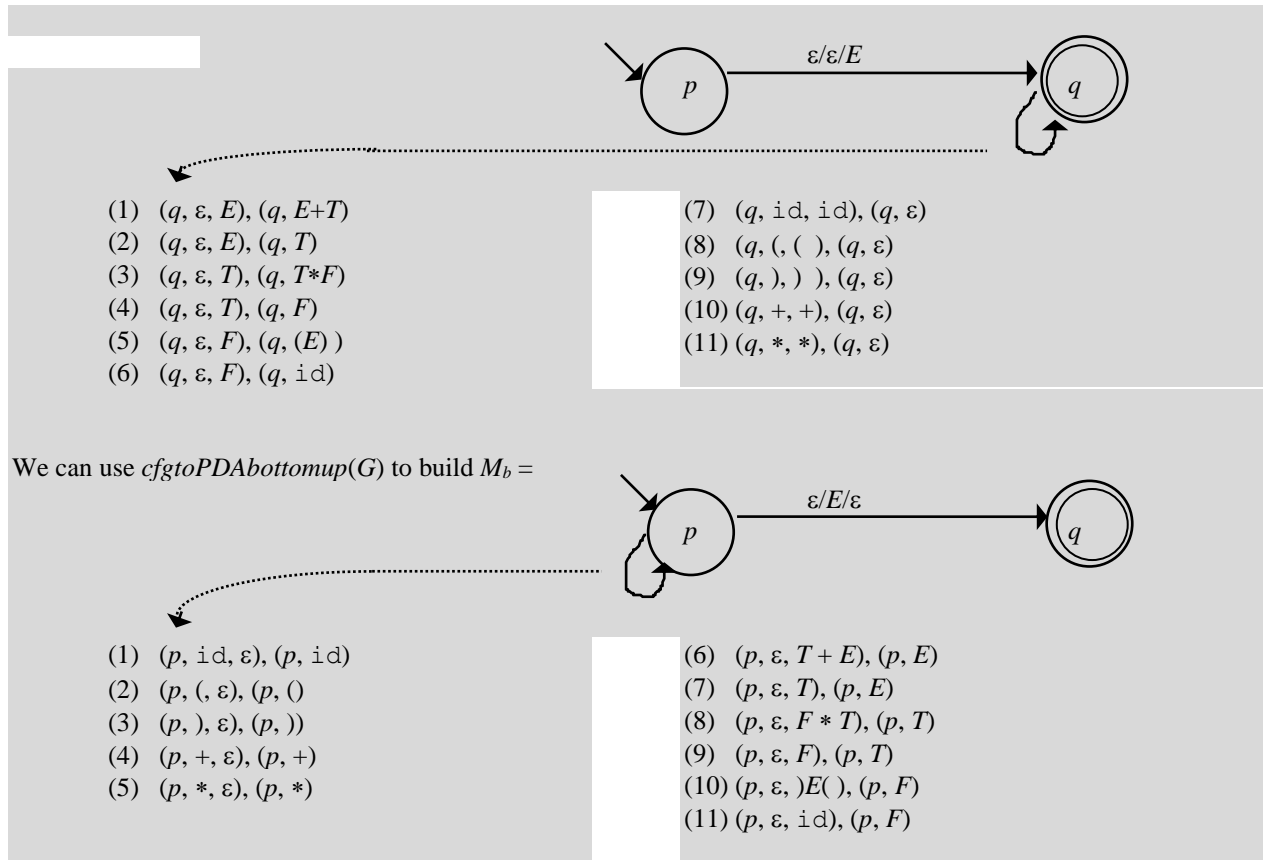 ε/ε/E
p
q
(1) (q, ε, E), (q, E+T)
(2) (q, ε, E), (q, T)
(3) (q, ε, T), (q, T*F)
(4) (q, ε, T), (q, F)
(5) (q, ε, F), (q, (E) )
(6) (q, ε, F), (q, id)
(7) (q, id, id), (q, ε)
(8) (q, (, ( ), (q, ε)
(9) (q, ), ) ), (q, ε)
(10) (q, +, +), (q, ε)
(11) (q, *, *), (q, ε)
We can use cfgtoPDAbottomup(G) to build Mb =
ε/E/ε
p
q
(1) (p, id, ε), (p, id)
(2) (p, (, ε), (p, ()
(3) (p, ), ε), (p, ))
(4) (p, +, ε), (p, +)
(5) (p, *, ε), (p, *)
(6) (p, ε, T + E), (p, E)
(7) (p, ε, T), (p, E)
(8) (p, ε, F * T), (p, T)
(9) (p, ε, F), (p, T)
(10) (p, ε, )E( ), (p, F)
(11) (p, ε, id), (p, F)